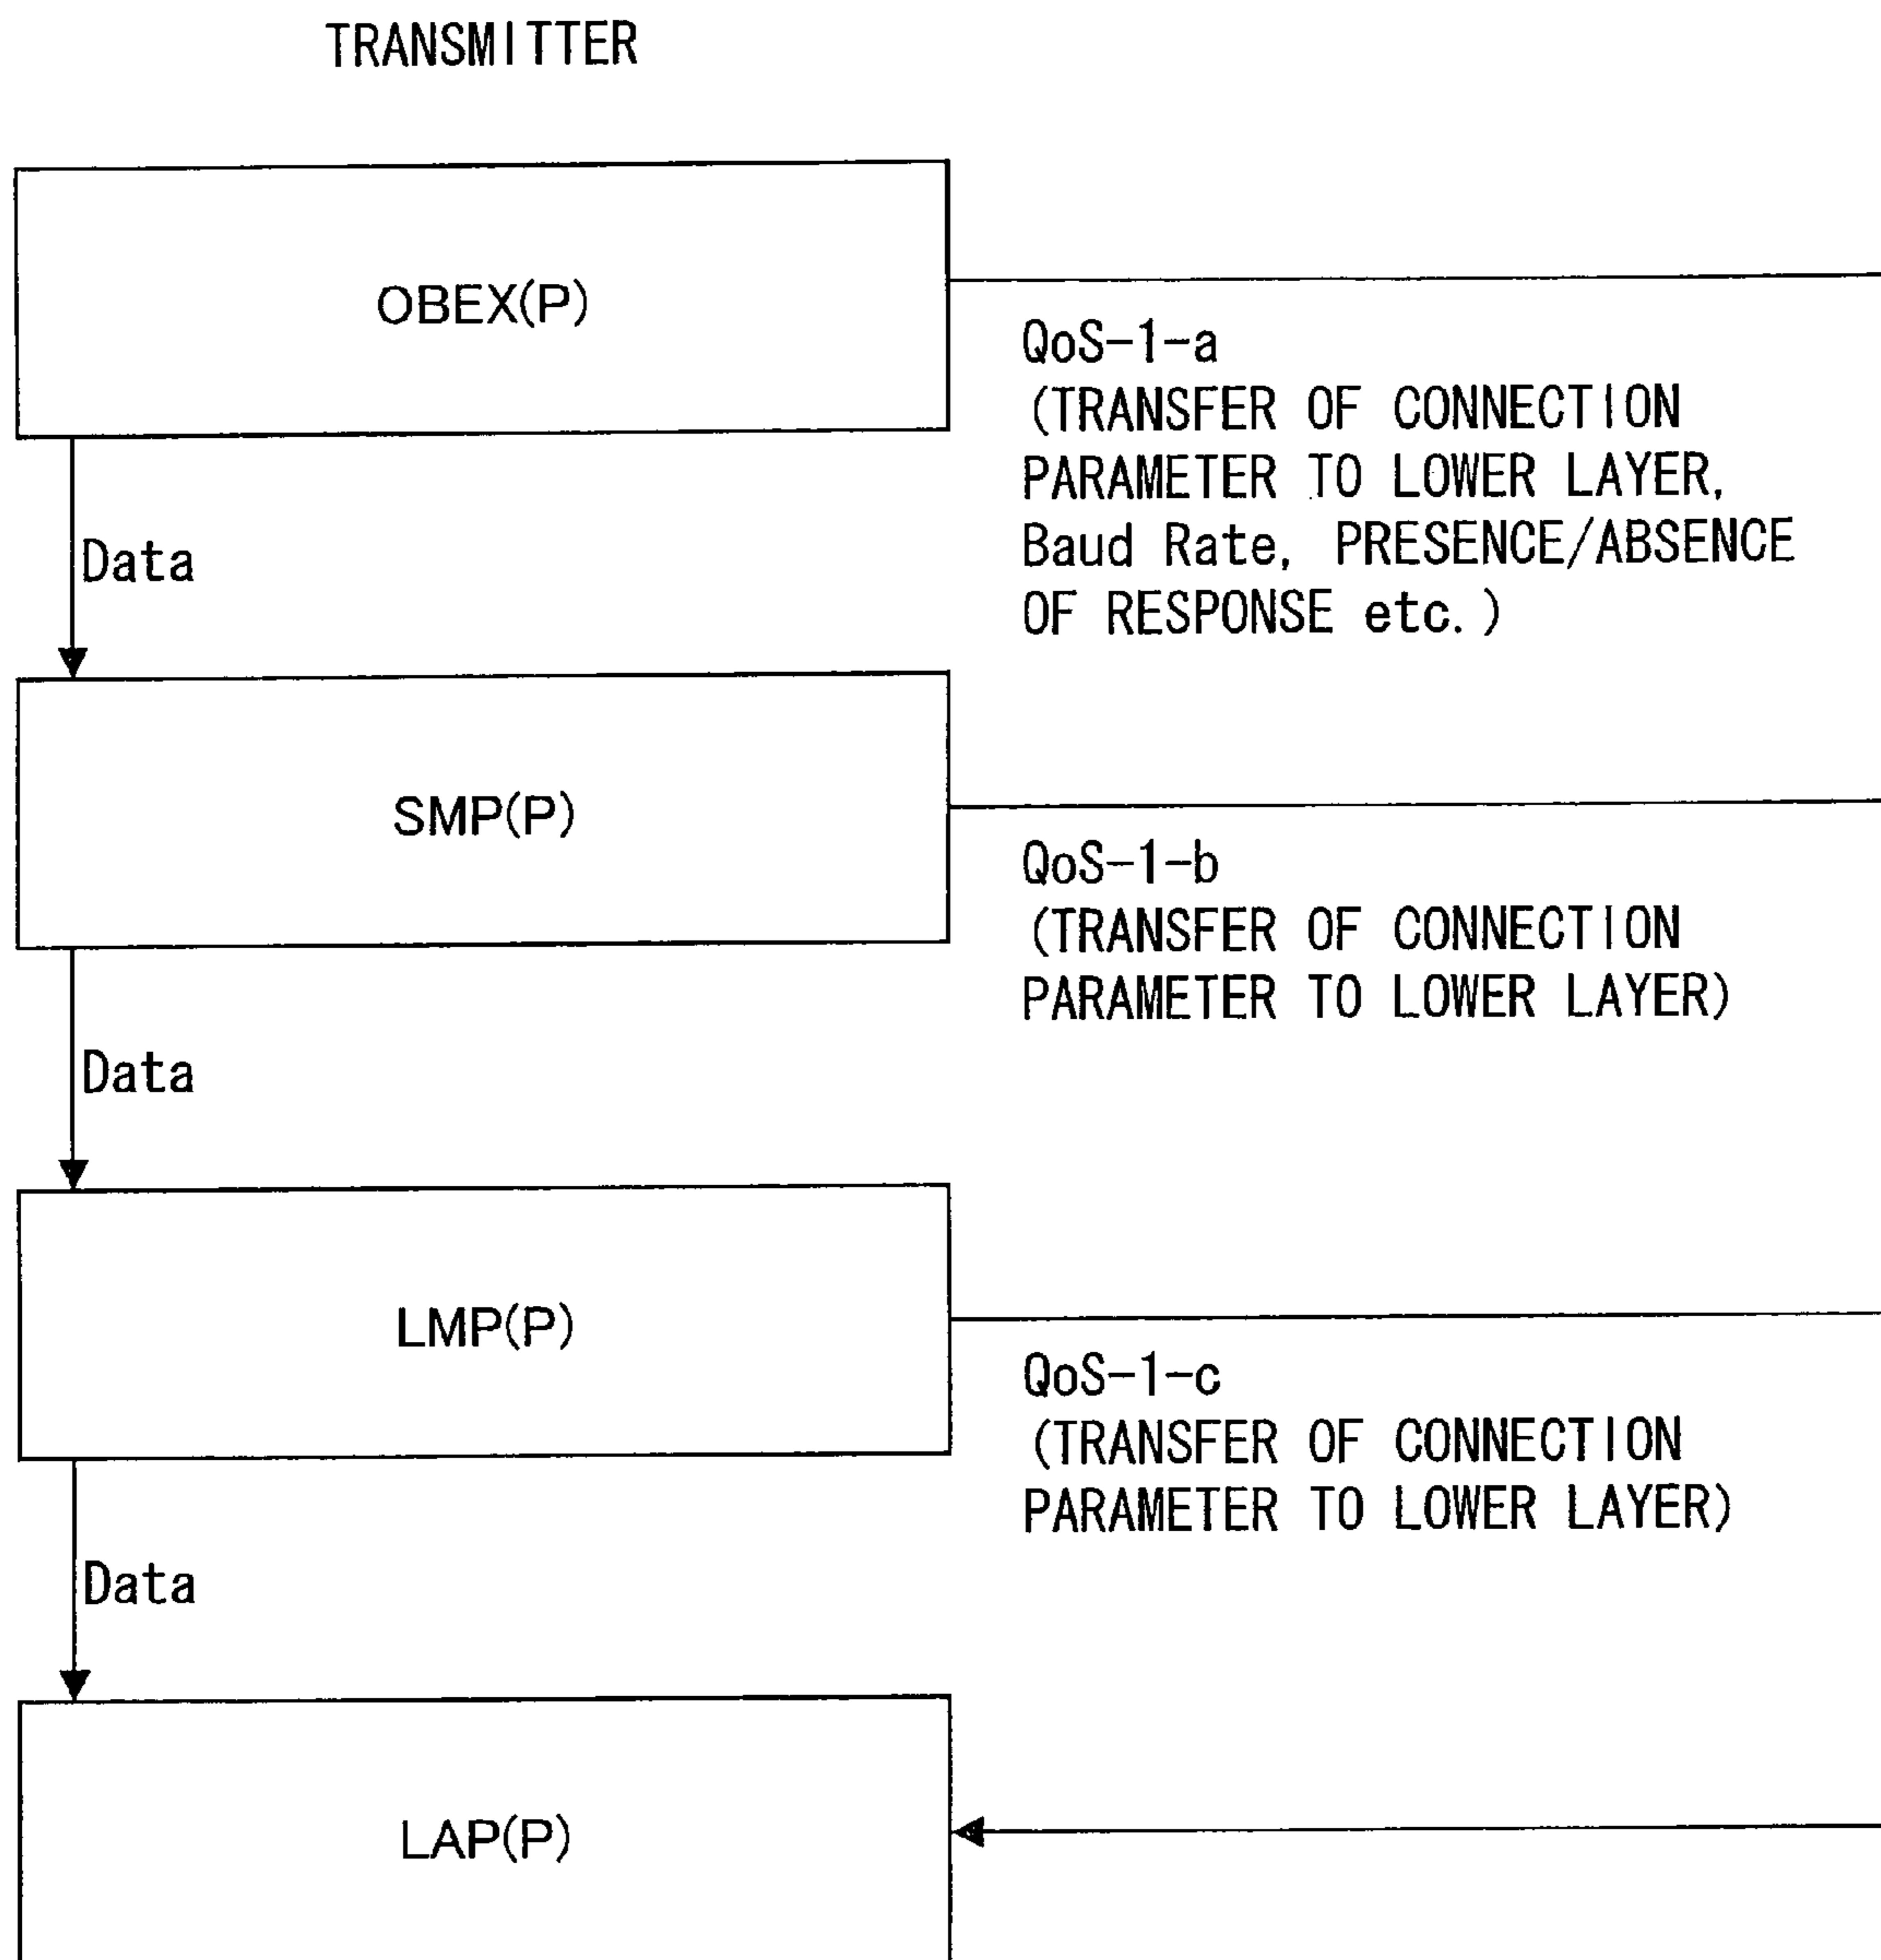 TRANSMITTER
OBEX(P)
QoS-1-a
(TRANSFER OF CONNECTION
PARAMETER TO LOWER LAYER,
Baud Rate, PRESENCE/ABSENCE
OF RESPONSE etc.)
Data
SMP(P)
QoS-1-b
(TRANSFER OF CONNECTION
PARAMETER TO LOWER LAYER)
Data
LMP(P)
QoS-1-c
(TRANSFER OF CONNECTION
PARAMETER TO LOWER LAYER)
Data
LAP(P)